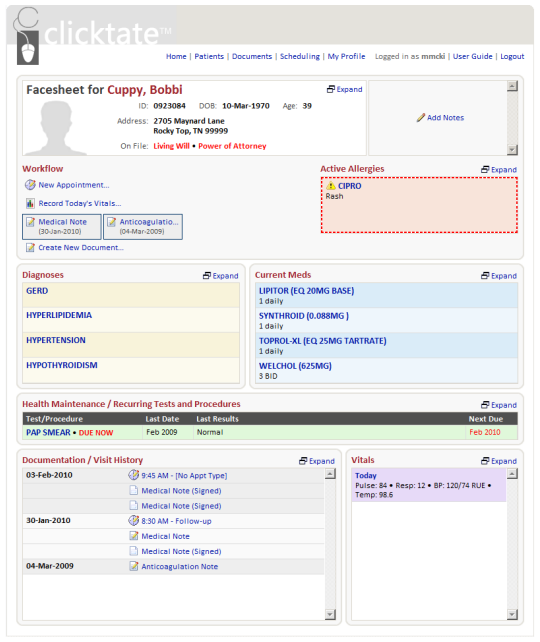 clicktate™
Home | Patients | Documents | Scheduling | My Profile Logged in as mmcki | User Guide | Logout
Facesheet for Cuppy, Bobbi
Expand
ID: 0923084 DOB: 10-Mar-1970 Age: 39
Address: 2705 Maynard Lane
Rocky Top, TN 99999
On File: Living Will • Power of Attorney
Add Notes
Workflow
New Appointment...
Record Today's Vitals...
Medical Note
(30-Jan-2010)
Anticoagulatio...
(04-Mar-2009)
Create New Document...
Active Allergies
Expand
CIPRO
Rash
Diagnoses
Expand
GERD
HYPERLIPIDEMIA
HYPERTENSION
HYPOTHYROIDISM
Current Meds
Expand
LIPITOR (EQ 20MG BASE)
1 daily
SYNTHROID (0.088MG )
1 daily
TOPROL-XL (EQ 25MG TARTRATE)
1 daily
WELCHOL (625MG)
3 BID
Health Maintenance / Recurring Tests and Procedures
Expand
Test/Procedure Last Date Last Results Next Due
PAP SMEAR • DUE NOW Feb 2009 Normal Feb 2010
Documentation / Visit History
Expand
03-Feb-2010 9:45 AM - [No Appt Type]
Medical Note (Signed)
Medical Note (Signed)
30-Jan-2010 8:30 AM - Follow-up
Medical Note
Medical Note (Signed)
04-Mar-2009 Anticoagulation Note
Vitals
Expand
Today
Pulse: 84 • Resp: 12 • BP: 120/74 RUE •
Temp: 98.6